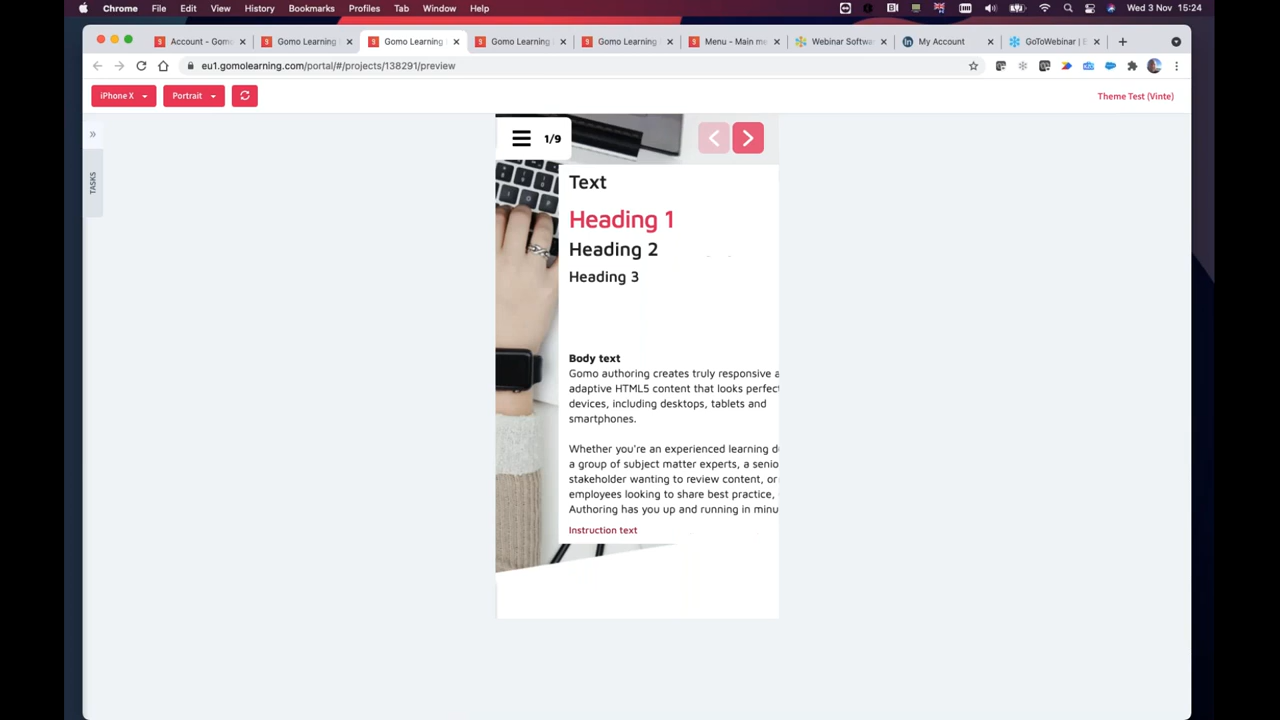 Chrome File Edit View History Bookmarks Profiles Tab Window Help Wed 3 Nov 15:24
Account - Gomo Gomo Learning Gomo Learning Gomo Learning Gomo Learning Menu - Main me Webinar Softwa My Account GoToWebinar | E
eu1.gomolearning.com/portal/#/projects/138291/preview
iPhone X Portrait Theme Test (Vinte)
TASKS
1/9
Text
Heading 1
Heading 2
Heading 3
Body text
Gomo authoring creates truly responsive a
adaptive HTML5 content that looks perfect
devices, including desktops, tablets and
smartphones.
Whether you're an experienced learning d
a group of subject matter experts, a senio
stakeholder wanting to review content, or
employees looking to share best practice,
Authoring has you up and running in minu
Instruction text